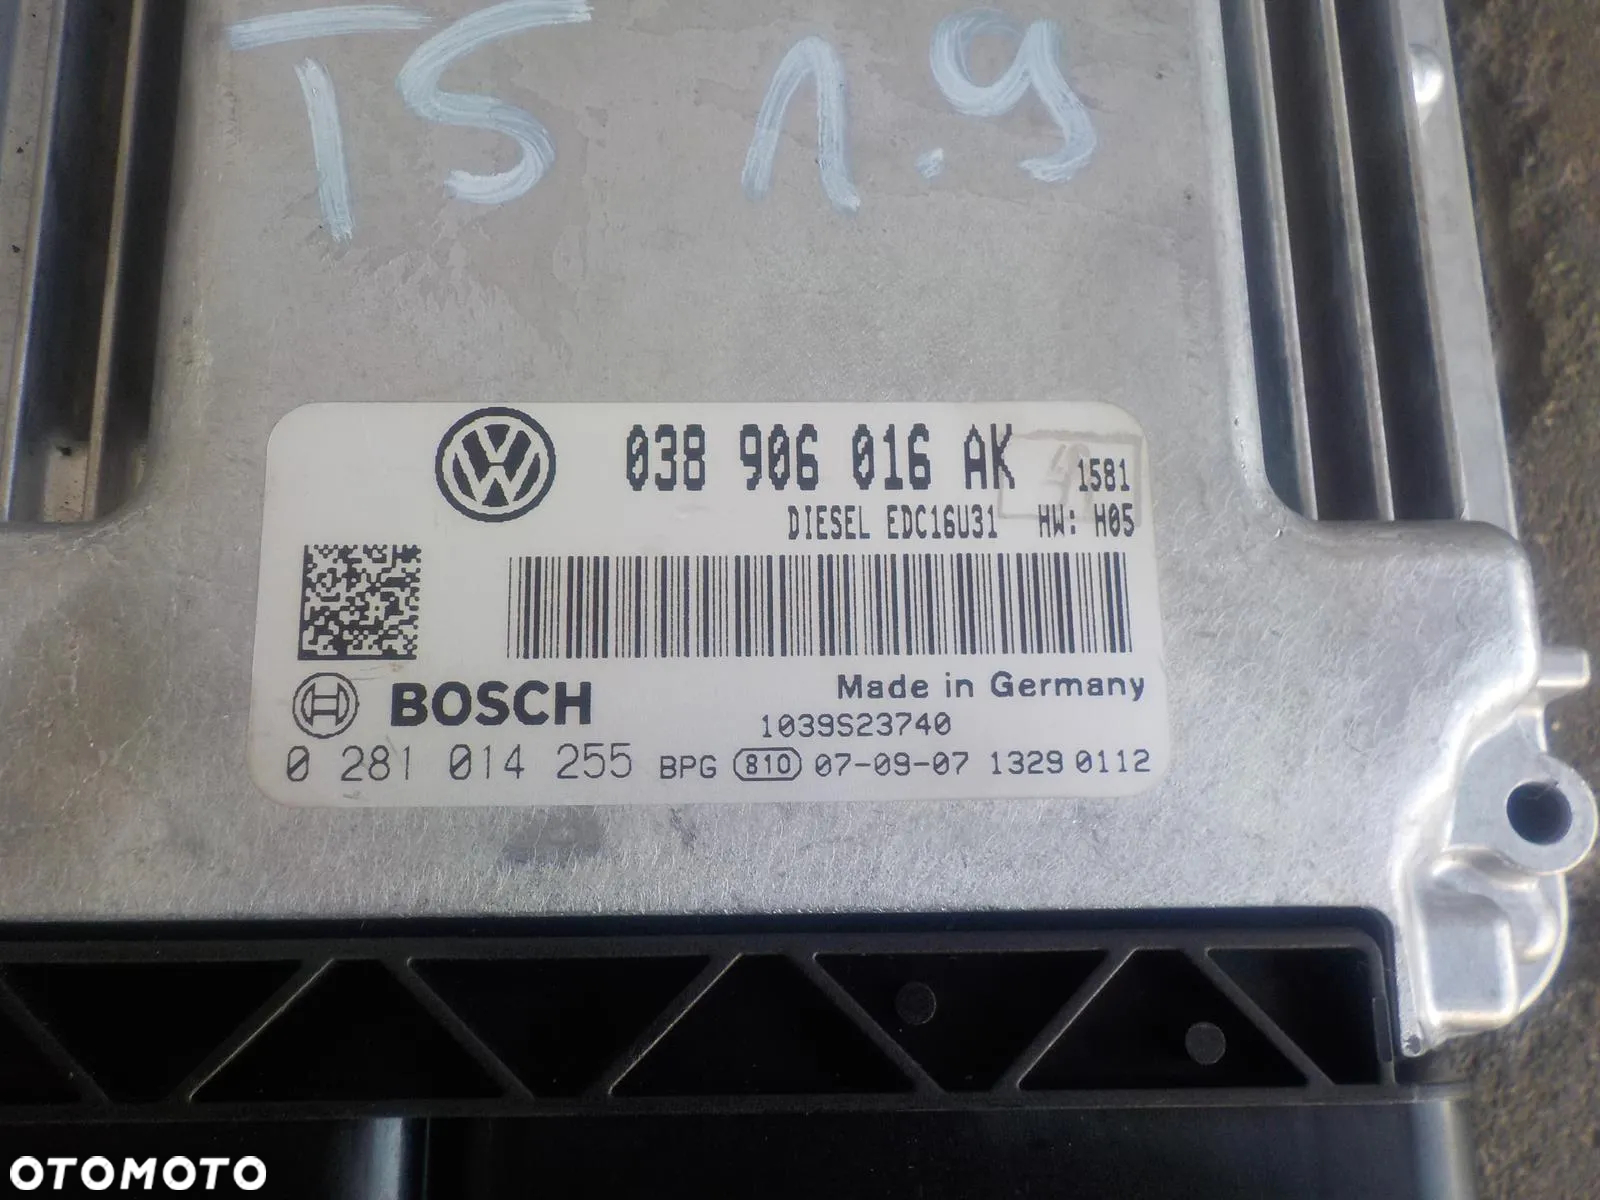 T5 1.9
038 906 016 AK 1581
DIESEL EDC16U31 HW: H05
BOSCH
Made in Germany
1039S23740
0 281 014 255 BPG 810 07-09-07 1329 0112
OTOMOTO